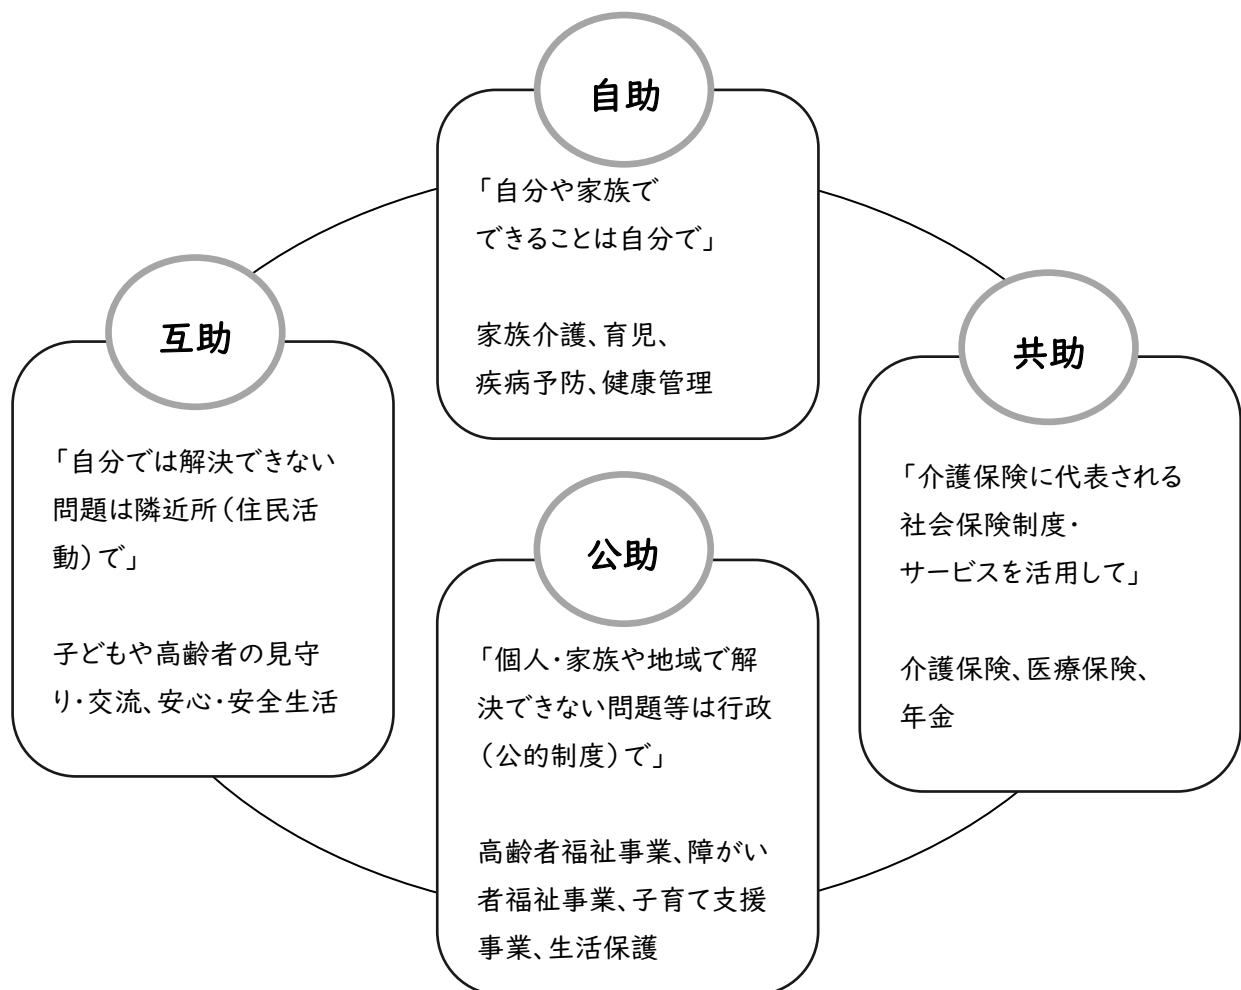 自助
「自分や家族で
できることは自分で」
家族介護、育児、
疾病予防、健康管理
互助
「自分では解決できない
問題は隣近所(住民活
動)で」
子どもや高齢者の見守
り・交流、安心・安全生活
共助
「介護保険に代表される
社会保険制度・
サービスを活用して」
介護保険、医療保険、
年金
公助
「個人・家族や地域で解
決できない問題等は行政
(公的制度)で」
高齢者福祉事業、障がい
者福祉事業、子育て支援
事業、生活保護